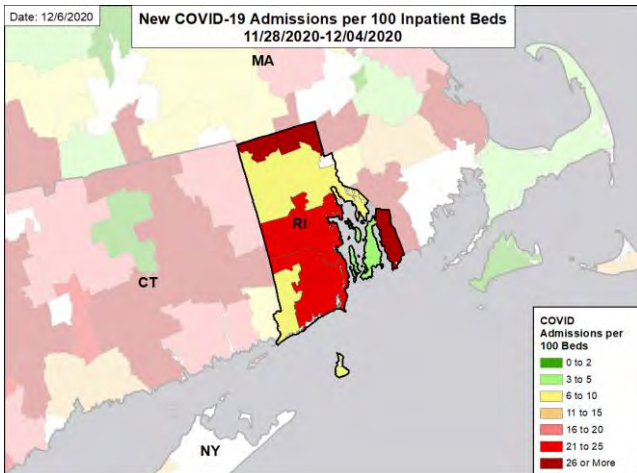 Date: 12/6/2020
New COVID-19 Admissions per 100 Inpatient Beds
11/28/2020-12/04/2020
MA
RI
CT
NY
COVID
Admissions per
100 Beds
0 to 2
3 to 5
6 to 10
11 to 15
16 to 20
21 to 25
26 or More